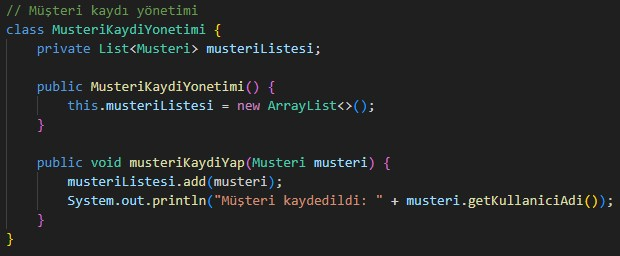 // Müşteri kaydı yönetimi
class MusteriKaydiYonetimi {
    private List<Musteri> musteriListesi;

    public MusteriKaydiYonetimi() {
        this.musteriListesi = new ArrayList<>();
    }

    public void musteriKaydiYap(Musteri musteri) {
        musteriListesi.add(musteri);
        System.out.println("Müşteri kaydedildi: " + musteri.getKullaniciAdi());
    }
}